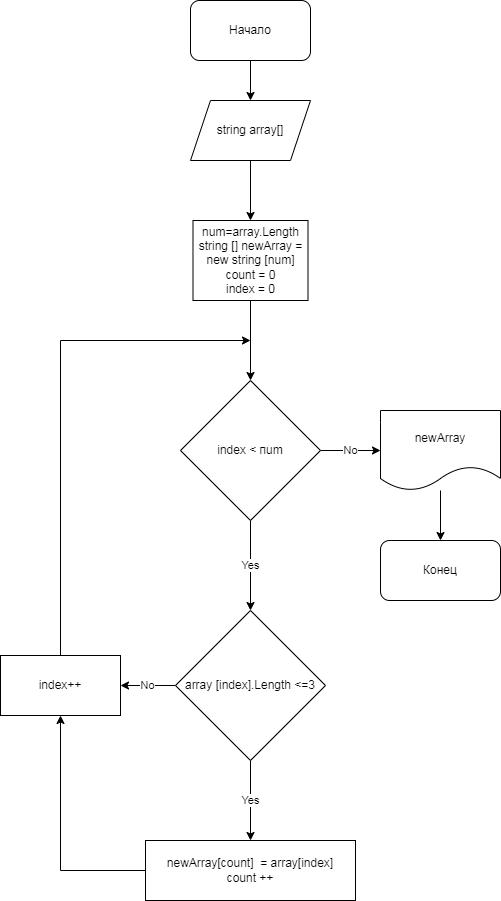 Начало
string array[]
num=array.Length
string [] newArray =
new string [num]
count = 0
index = 0
index < num
No
newArray
Конец
Yes
array [index].Length <=3
No
index++
Yes
newArray[count]  = array[index]
count ++